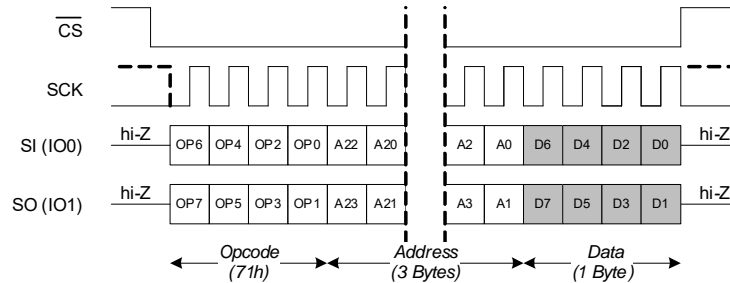 CS
SCK
SI (IO0) hi-Z OP6 OP4 OP2 OP0 A22 A20 A2 A0 D6 D4 D2 D0 hi-Z
SO (IO1) hi-Z OP7 OP5 OP3 OP1 A23 A21 A3 A1 D7 D5 D3 D1 hi-Z
Opcode Address Data
(71h) (3 Bytes) (1 Byte)